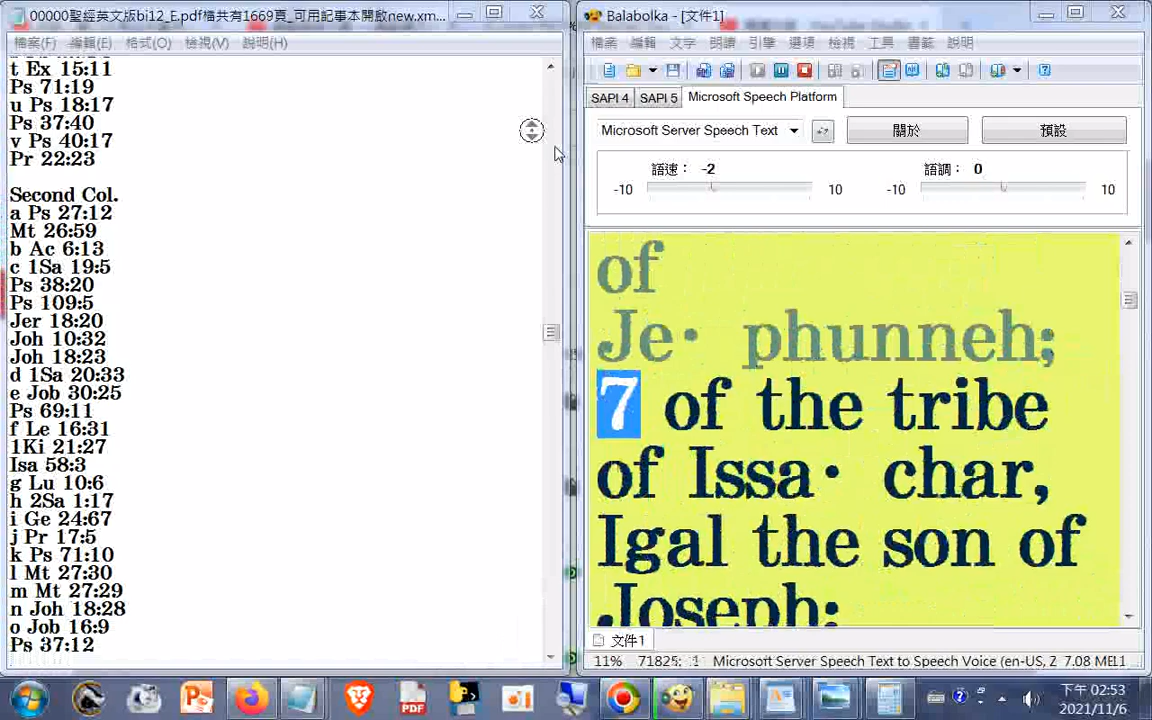 00000聖經英文版bi12_E.pdf檔共有1669頁_可用記事本開啟new.xm...
檔案(F) 編輯(E) 格式(O) 檢視(V) 說明(H)
t Ex 15:11
Ps 71:19
u Ps 18:17
Ps 37:40
v Ps 40:17
Pr 22:23
Second Col.
a Ps 27:12
Mt 26:59
b Ac 6:13
c 1Sa 19:5
Ps 38:20
Ps 109:5
Jer 18:20
Joh 10:32
Joh 18:23
d 1Sa 20:33
e Job 30:25
Ps 69:11
f Le 16:31
1Ki 21:27
Isa 58:3
g Lu 10:6
h 2Sa 1:17
i Ge 24:67
j Pr 17:5
k Ps 71:10
l Mt 27:30
m Mt 27:29
n Joh 18:28
o Job 16:9
Ps 37:12
Balabolka - [文件1]
檔案 編輯 文字 朗讀 引擎 選項 檢視 工具 書籤 說明
SAPI 4 SAPI 5 Microsoft Speech Platform
Microsoft Server Speech Text 關於 預設
語速： -2 語調： 0
-10 10 -10 10
of
Je· phunneh;
7 of the tribe
of Issa· char,
Igal the son of
Joseph;
文件1
11% 71825: 1 Microsoft Server Speech Text to Speech Voice (en-US, 2 7.08 ME11
PDF
下午 02:53
2021/11/6